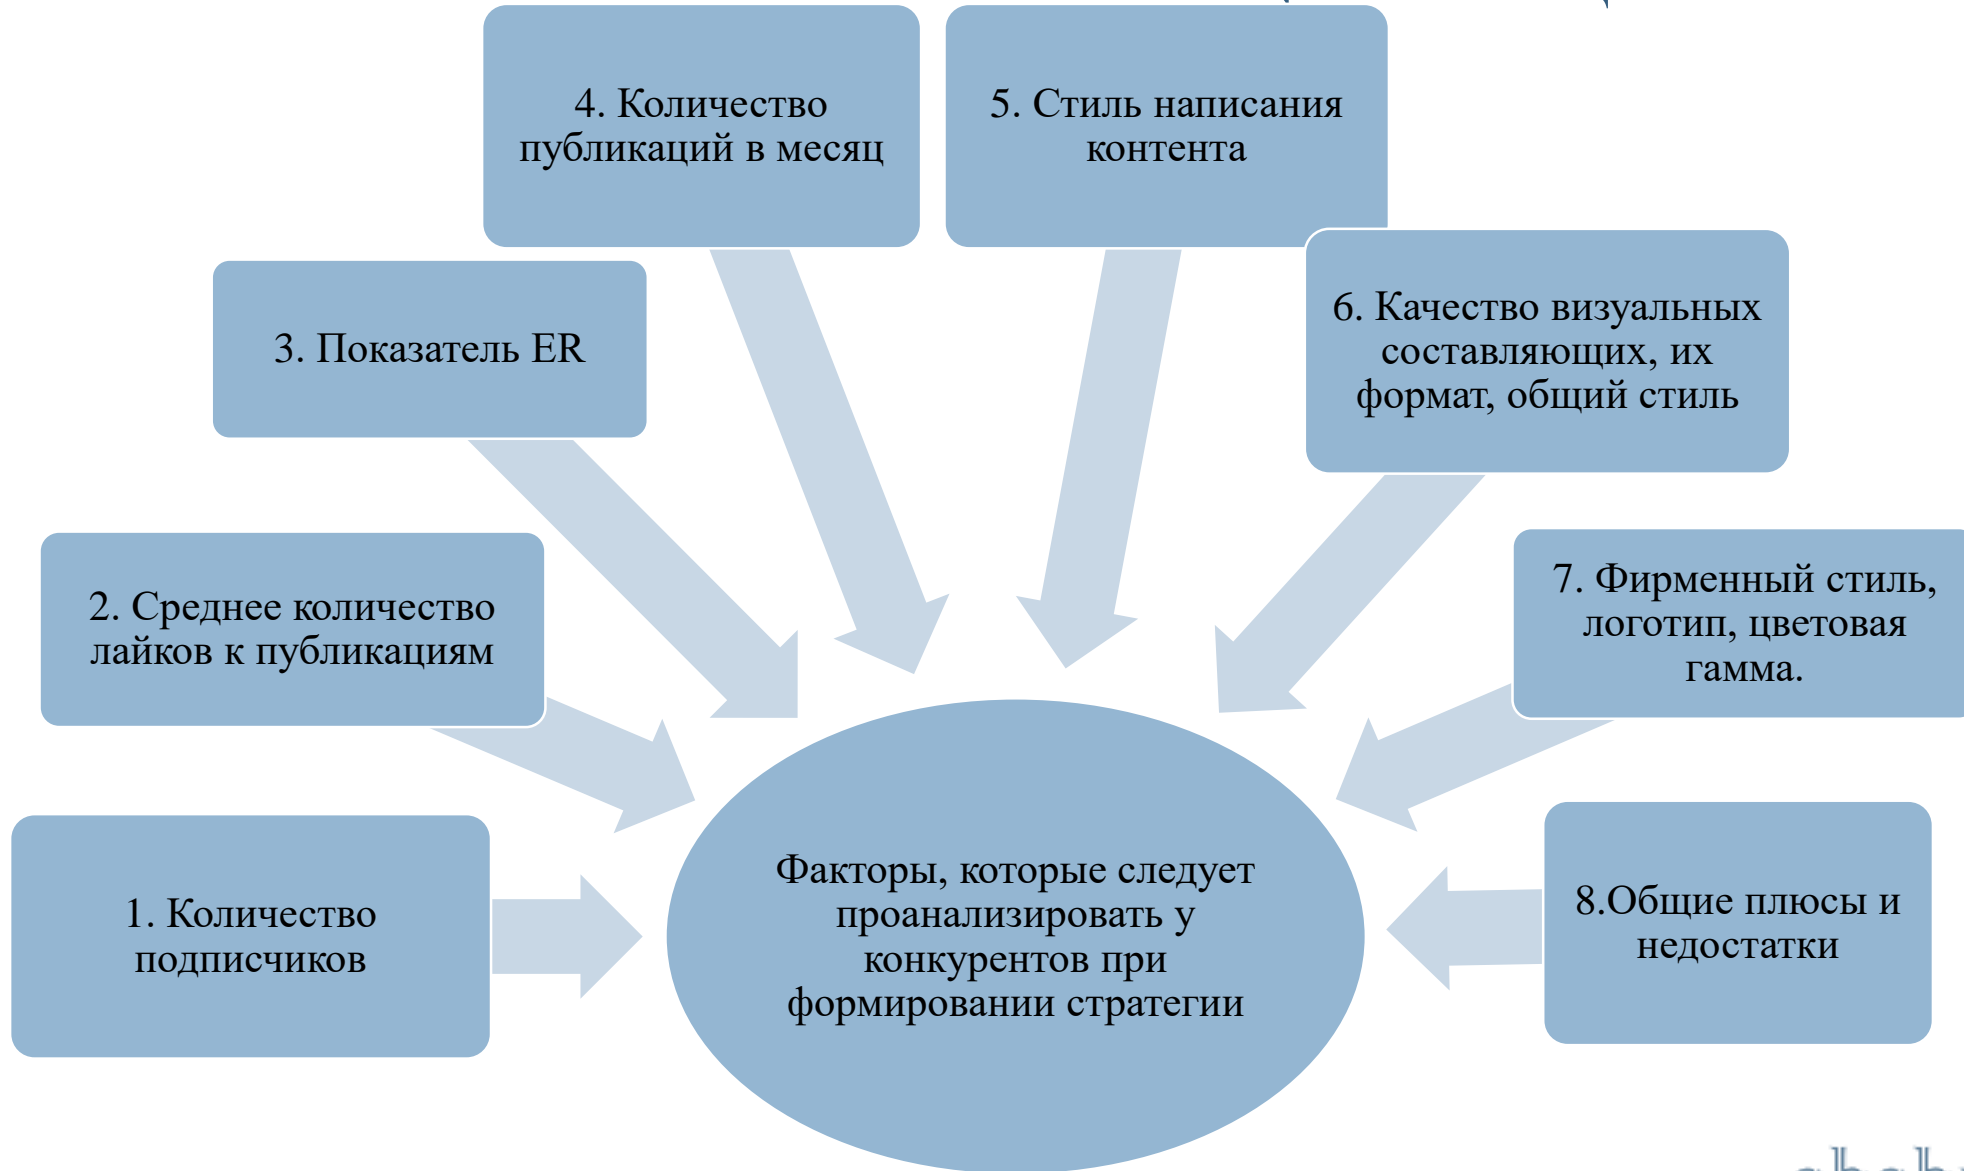 4. Количество
публикаций в месяц
5. Стиль написания
контента
3. Показатель ER
6. Качество визуальных
составляющих, их
формат, общий стиль
2. Среднее количество
лайков к публикациям
7. Фирменный стиль,
логотип, цветовая
гамма.
1. Количество
подписчиков
Факторы, которые следует
проанализировать у
конкурентов при
формировании стратегии
8.Общие плюсы и
недостатки